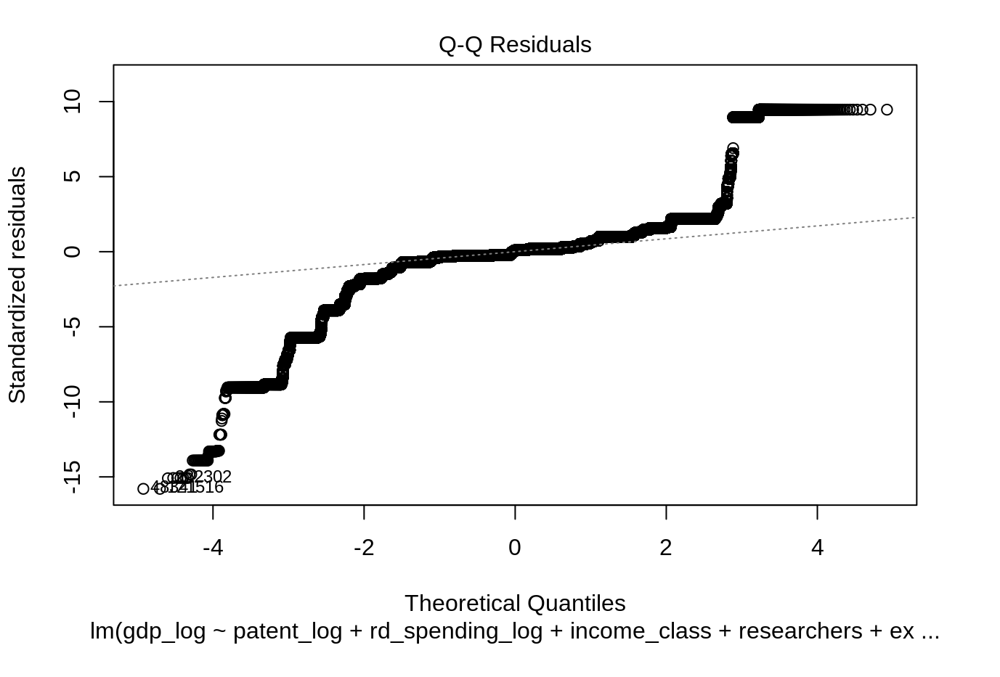 Q-Q Residuals
Standardized residuals
10
5
0
-5
-10
-15
-4
-2
0
2
4
Theoretical Quantiles
lm(gdp_log ~ patent_log + rd_spending_log + income_class + researchers + ex ...